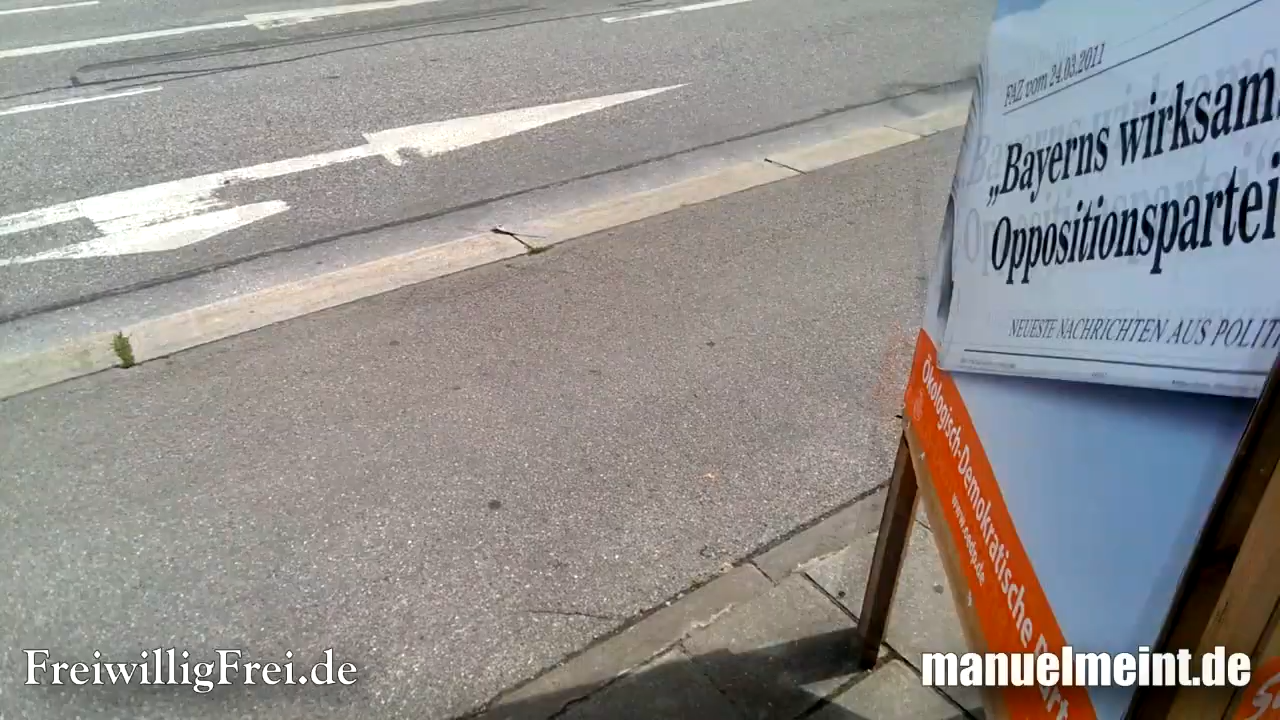 FAZ vom 24.03.2011
„Bayerns wirksam
Oppositionspartei
NEUESTE NACHRICHTEN AUS POLITI
Ökologisch-Demokratische Part
www.oedp.de
FreiwilligFrei.de
manuelmeint.de